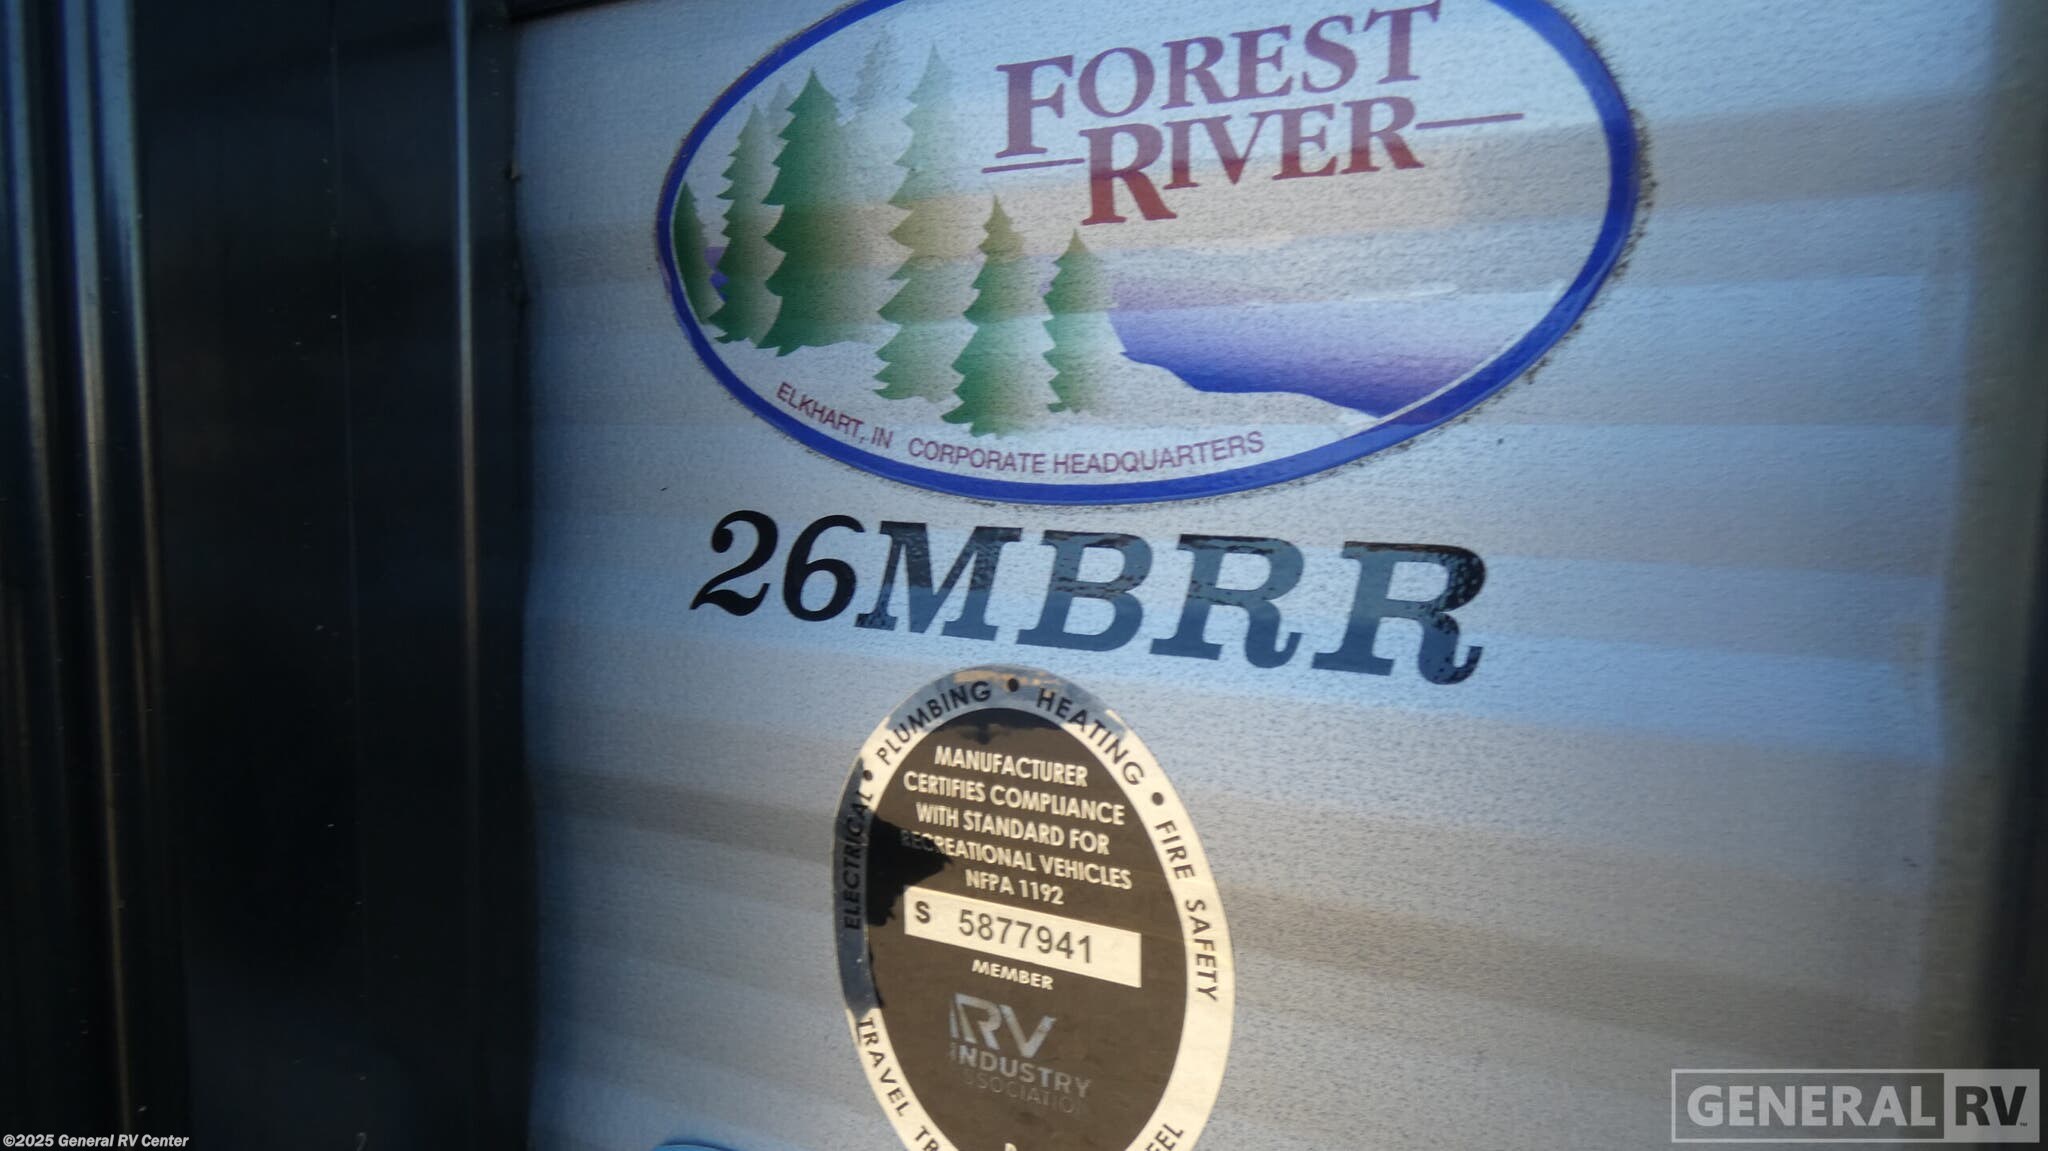 FOREST
RIVER
ELKHART, IN CORPORATE HEADQUARTERS
26MBRR
ELECTRICAL • PLUMBING • HEATING • FIRE SAFETY
MANUFACTURER
CERTIFIES COMPLIANCE
WITH STANDARD FOR
RECREATIONAL VEHICLES
NFPA 1192
S 5877941
MEMBER
RV
INDUSTRY
ASSOCIATION
TRAVEL
GENERAL RV
©2025 General RV Center